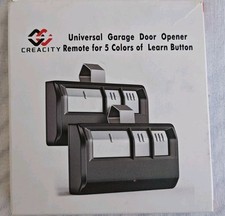 Universal Garage Door Opener
Remote for 5 Colors of Learn Button
CREACITY